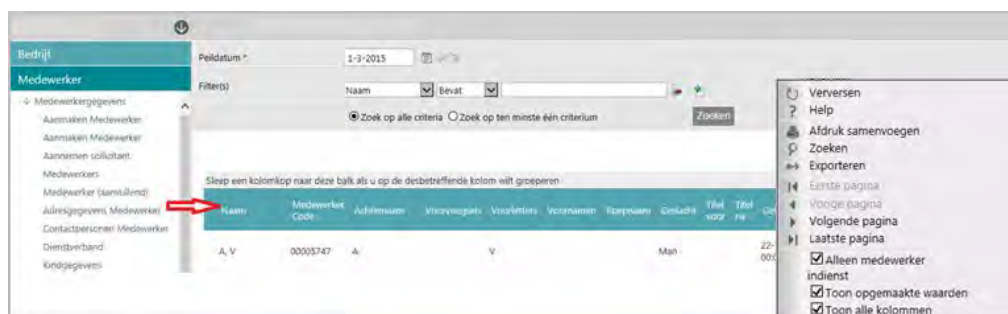 Bedrijf
Medewerker
Medewerkergegevens
Aanmaken Medewerker
Aanmaken Medewerker
Aannemen sollicitant
Medewerkers
Medewerker (aanvullend)
Adresgegevens Medewerker
Contactpersonen Medewerker
Dienstverband
Kindgegevens
Peildatum * 1-3-2015
Filter(s) Naam Bevat
Zoek op alle criteria Zoek op ten minste één criterium Zoeken
Sleep een kolomkop naar deze balk als u op de desbetreffende kolom wilt groeperen
Naam Medewerker Code Achternaam Voorvoegsels Voorletters Voornamen Roepnaam Geslacht Titel voor Titel na
A, V 00005747 A V Man 22-
Verversen
Help
Afdruk samenvoegen
Zoeken
Exporteren
Eerste pagina
Vorige pagina
Volgende pagina
Laatste pagina
Alleen medewerker
indienst
Toon opgemaakte waarden
Toon alle kolommen